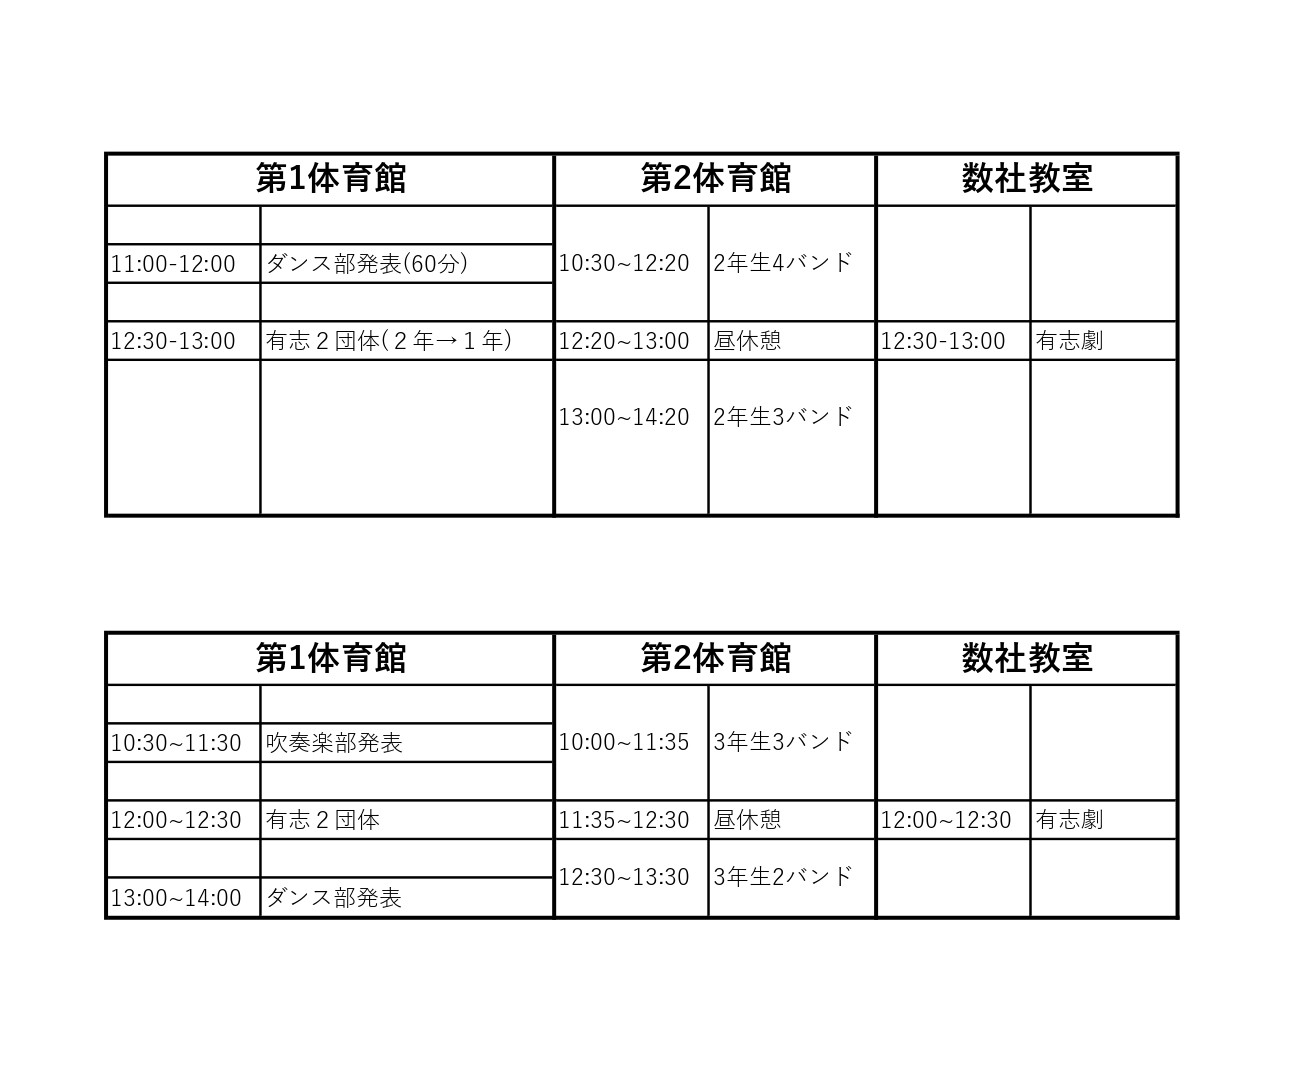 第1体育館 第2体育館 数社教室
11:00-12:00 ダンス部発表(60分) 10:30~12:20 2年生4バンド
12:30-13:00 有志２団体(２年→１年) 12:20~13:00 昼休憩 12:30-13:00 有志劇
13:00~14:20 2年生3バンド
第1体育館 第2体育館 数社教室
10:30~11:30 吹奏楽部発表 10:00~11:35 3年生3バンド
12:00~12:30 有志２団体 11:35~12:30 昼休憩 12:00~12:30 有志劇
12:30~13:30 3年生2バンド
13:00~14:00 ダンス部発表